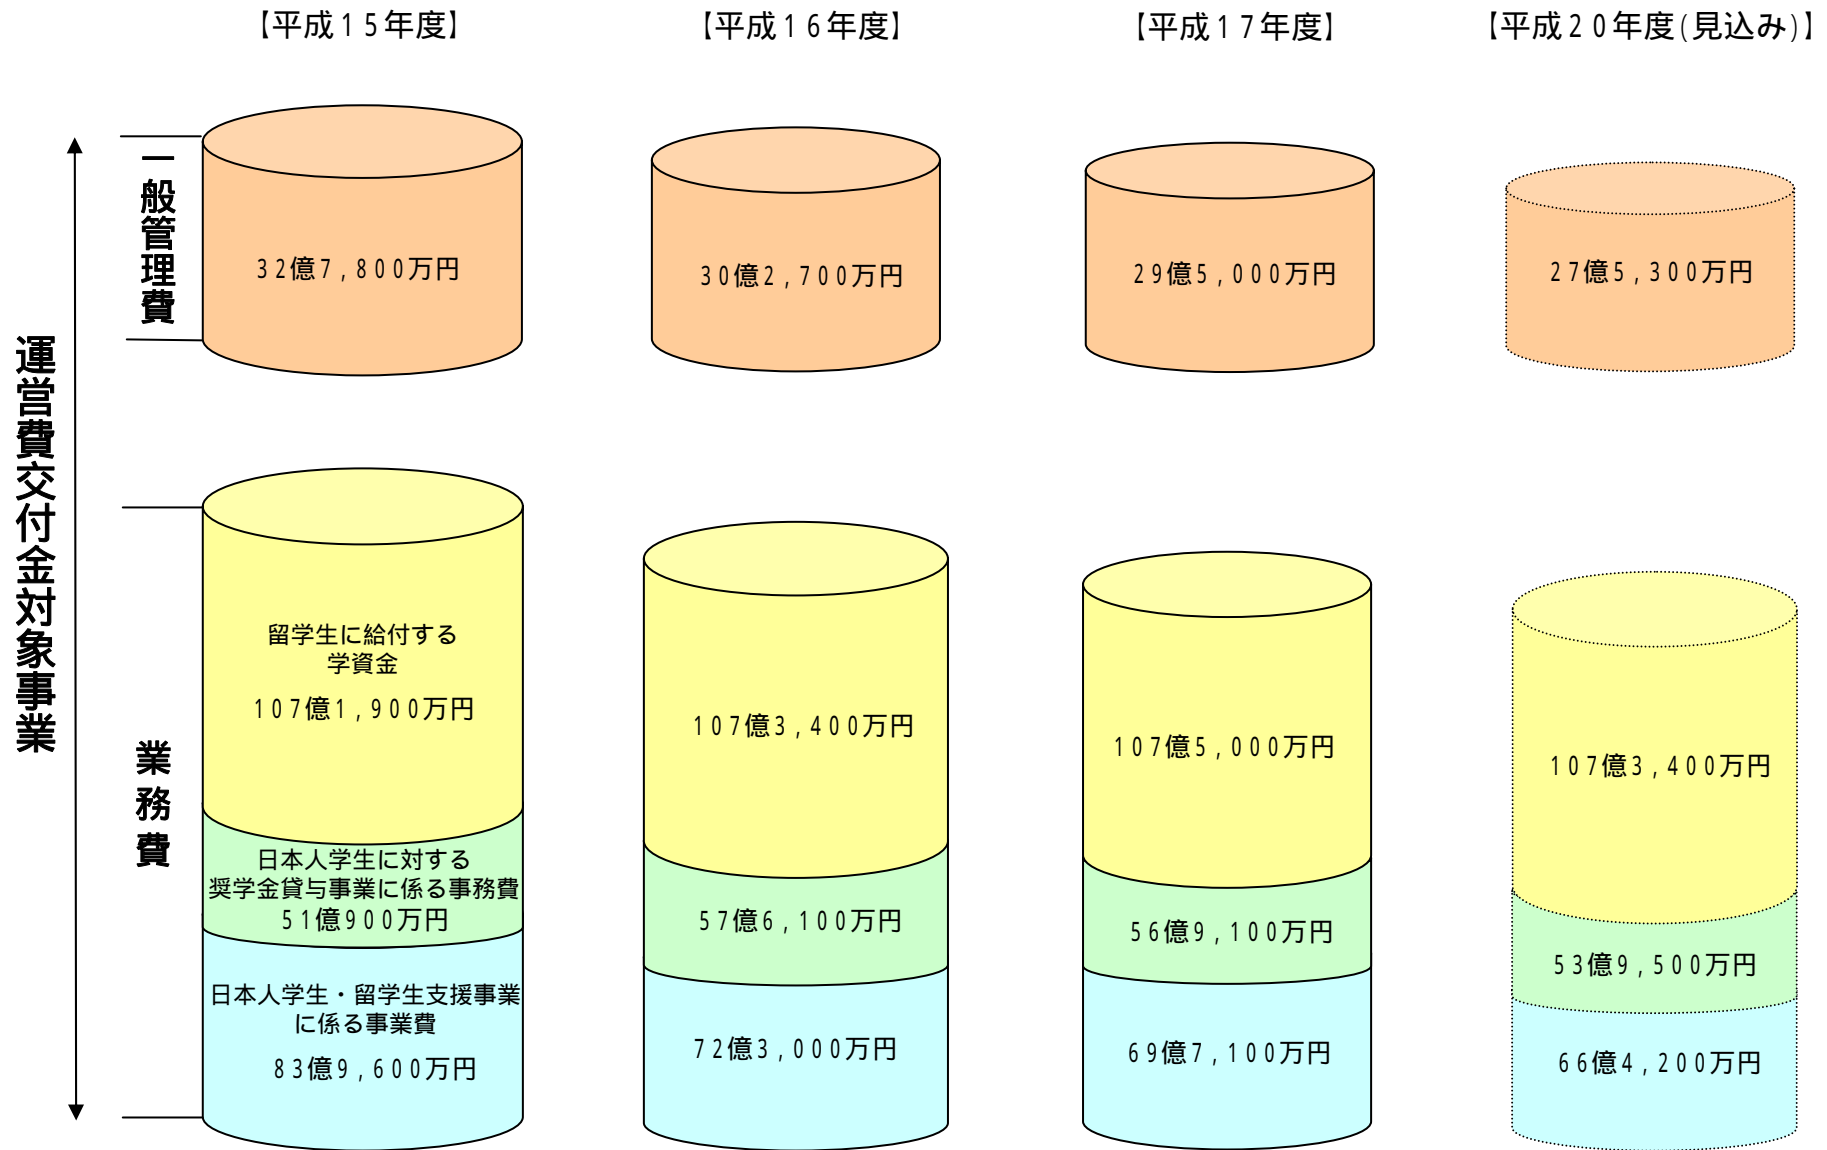 【平成15年度】
【平成16年度】
【平成17年度】
【平成20年度(見込み)】
運営費交付金対象事業
一般管理費
32億7,800万円
30億2,700万円
29億5,000万円
27億5,300万円
業務費
留学生に給付する
学資金
107億1,900万円
107億3,400万円
107億5,000万円
107億3,400万円
日本人学生に対する
奨学金貸与事業に係る事務費
51億900万円
57億6,100万円
56億9,100万円
53億9,500万円
日本人学生・留学生支援事業
に係る事業費
83億9,600万円
72億3,000万円
69億7,100万円
66億4,200万円